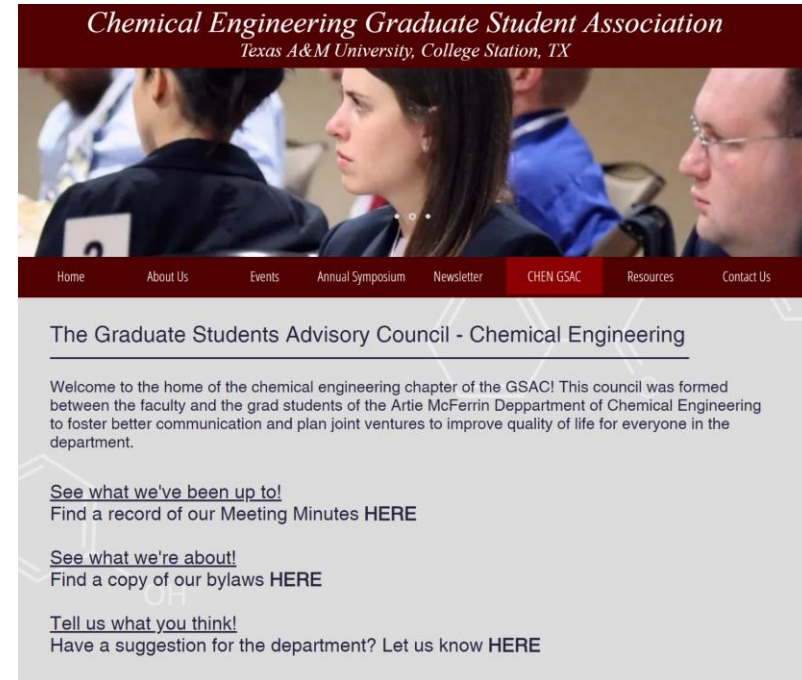 Chemical Engineering Graduate Student Association
Texas A&M University, College Station, TX
2
Home About Us Events Annual Symposium Newsletter CHEN GSAC Resources Contact Us
The Graduate Students Advisory Council - Chemical Engineering
Welcome to the home of the chemical engineering chapter of the GSAC! This council was formed
between the faculty and the grad students of the Artie McFerrin Deppartment of Chemical Engineering
to foster better communication and plan joint ventures to improve quality of life for everyone in the
department.
See what we've been up to!
Find a record of our Meeting Minutes HERE
See what we're about!
Find a copy of our bylaws HERE
OH
Tell us what you think!
Have a suggestion for the department? Let us know HERE